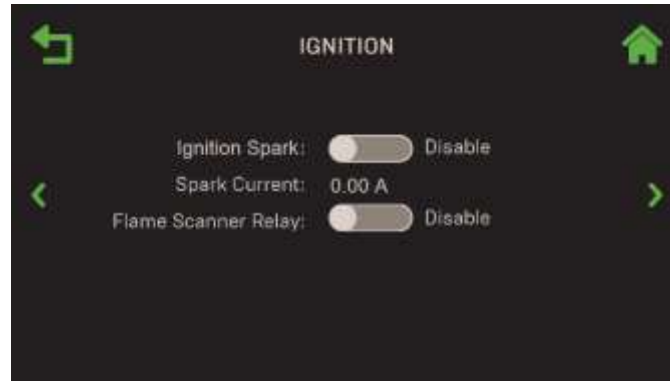 IGNITION
Ignition Spark: Disable
Spark Current: 0.00 A
Flame Scanner Relay: Disable